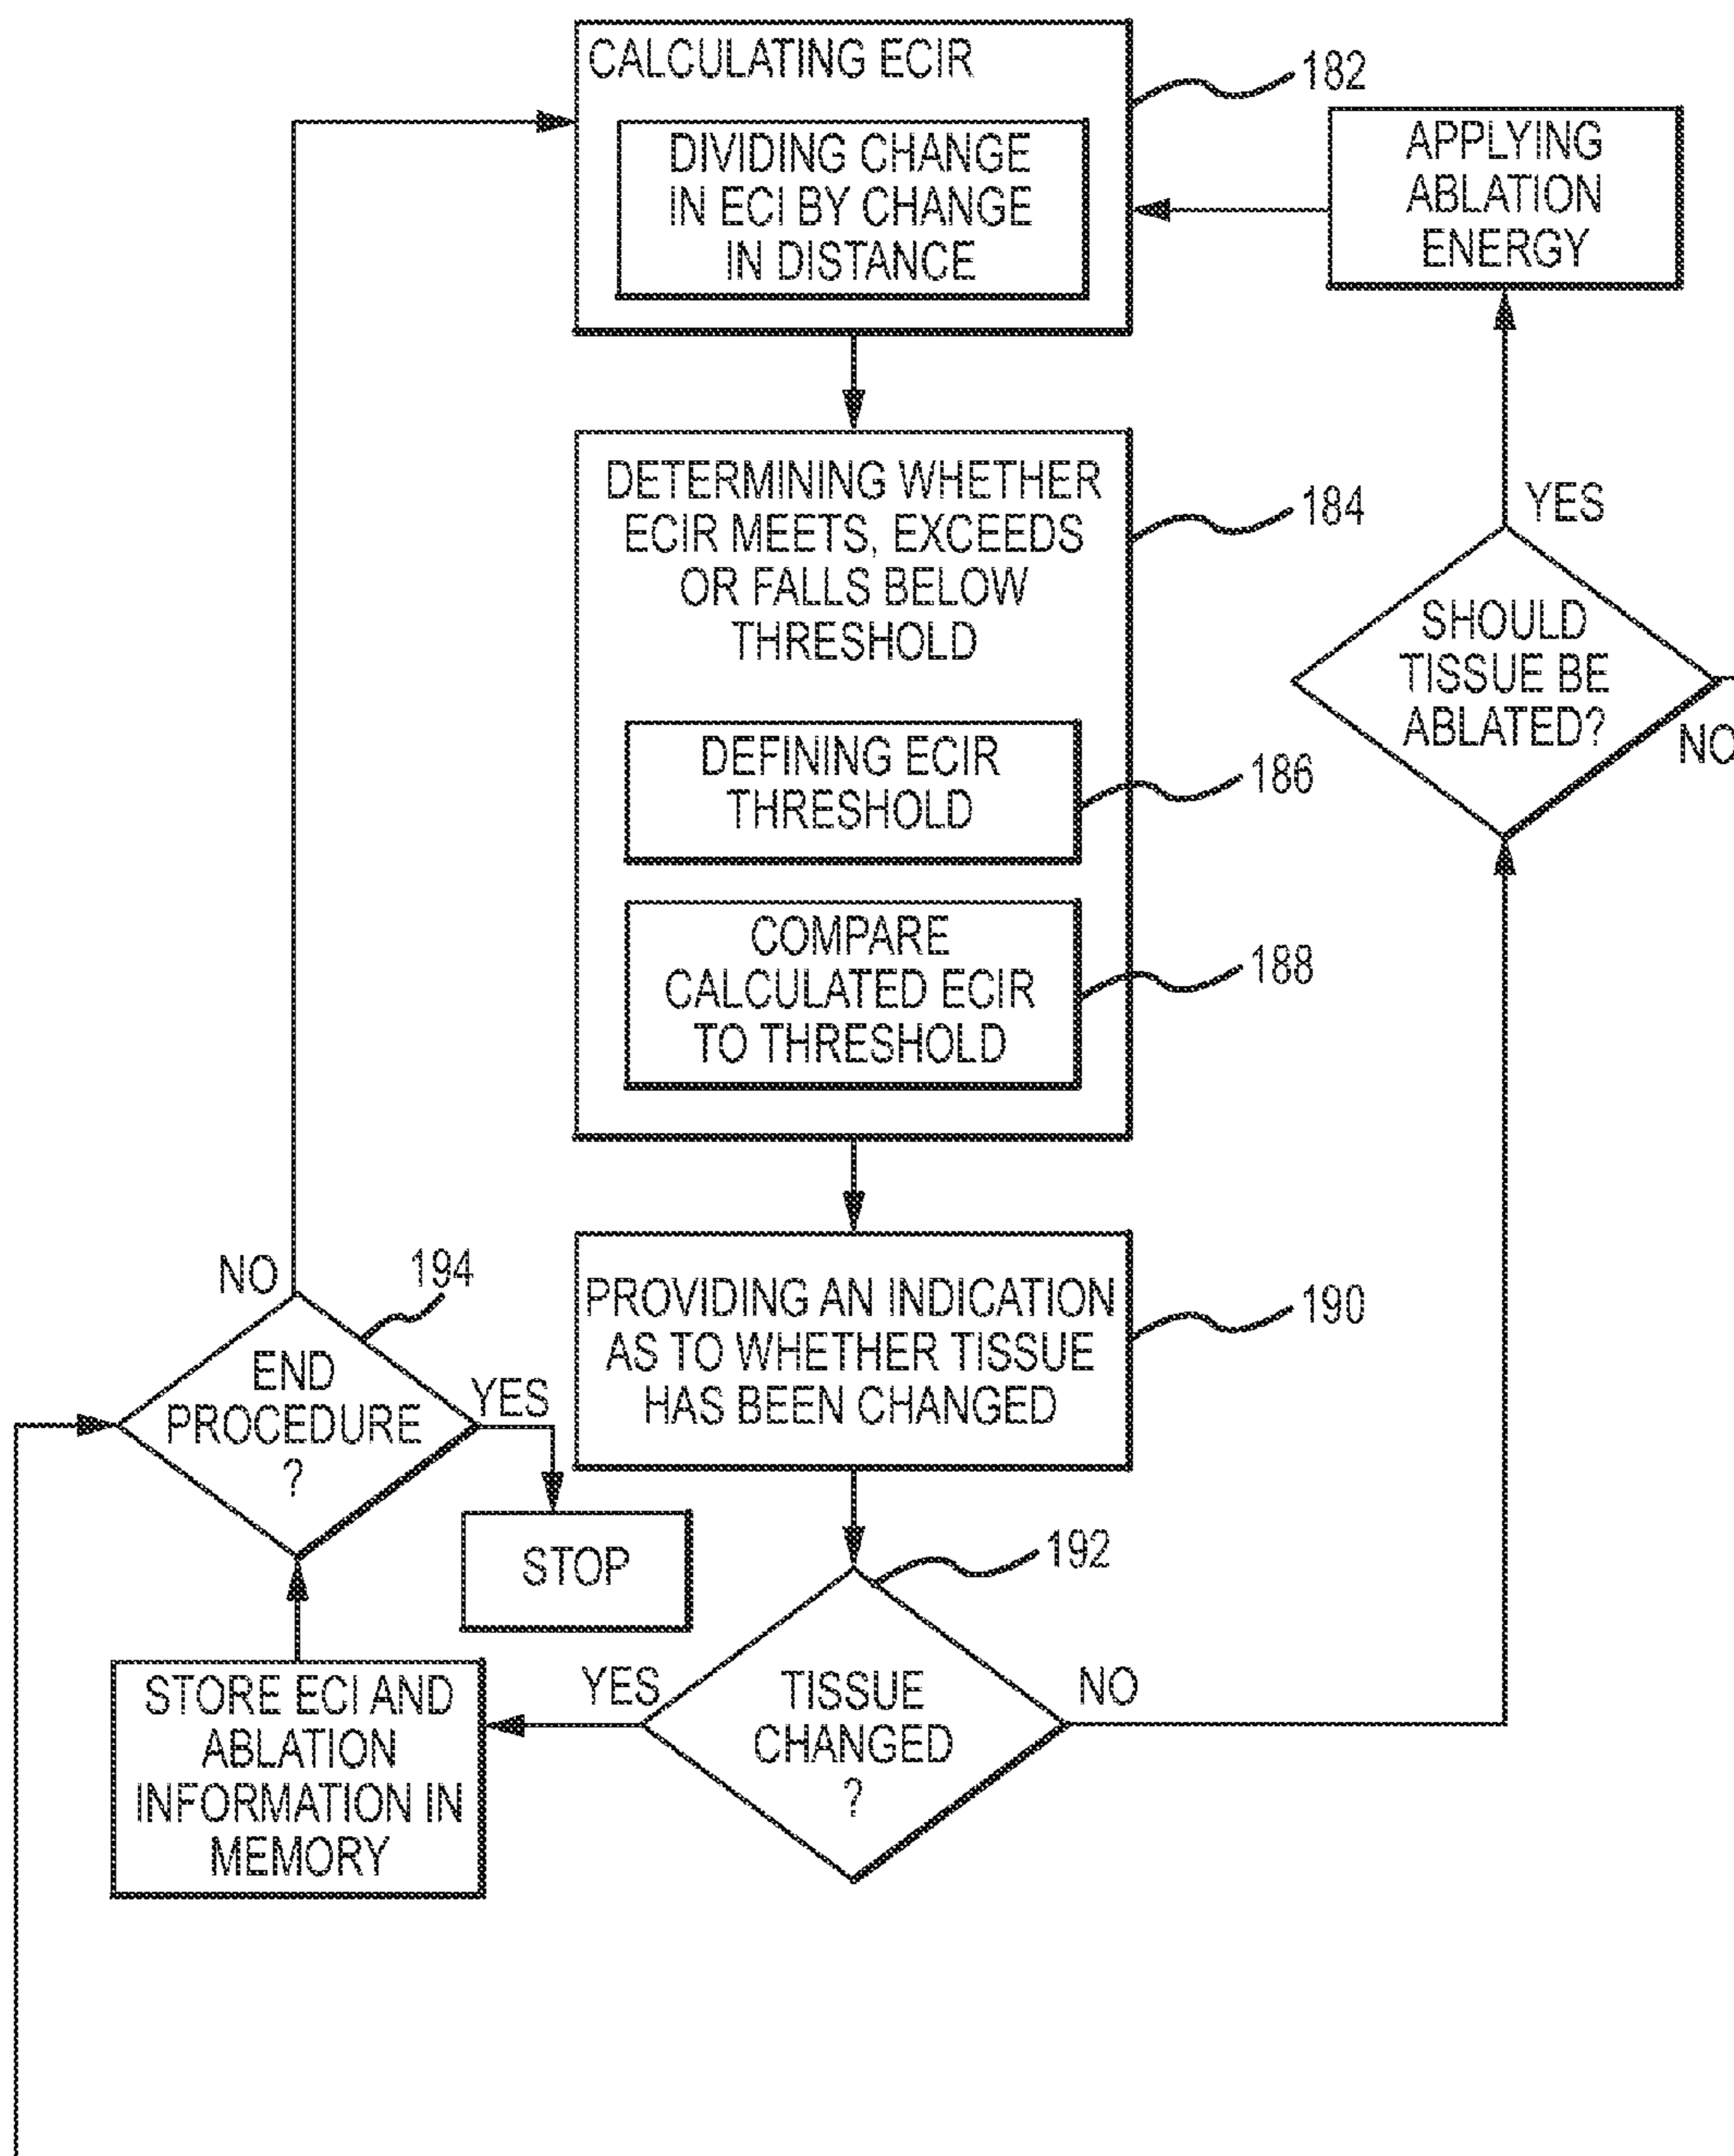 CALCULATING ECIR
182
DIVIDING CHANGE
IN ECI BY CHANGE
IN DISTANCE
APPLYING
ABLATION
ENERGY
DETERMINING WHETHER
ECIR MEETS, EXCEEDS
OR FALLS BELOW
THRESHOLD
184
YES
SHOULD
TISSUE BE
ABLATED?
NO
DEFINING ECIR
THRESHOLD
186
COMPARE
CALCULATED ECIR
TO THRESHOLD
188
PROVIDING AN INDICATION
AS TO WHETHER TISSUE
HAS BEEN CHANGED
190
NO
194
END
PROCEDURE
?
YES
STOP
192
TISSUE
CHANGED
?
YES
NO
STORE ECI AND
ABLATION
INFORMATION IN
MEMORY